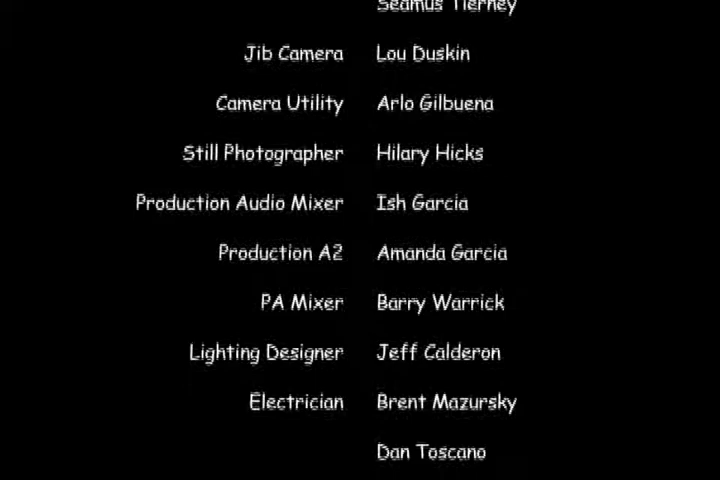 Seamus Tierney
Jib Camera Lou Duskin
Camera Utility Arlo Gilbuena
Still Photographer Hilary Hicks
Production Audio Mixer Ish Garcia
Production A2 Amanda Garcia
PA Mixer Barry Warrick
Lighting Designer Jeff Calderon
Electrician Brent Mazursky
Dan Toscano